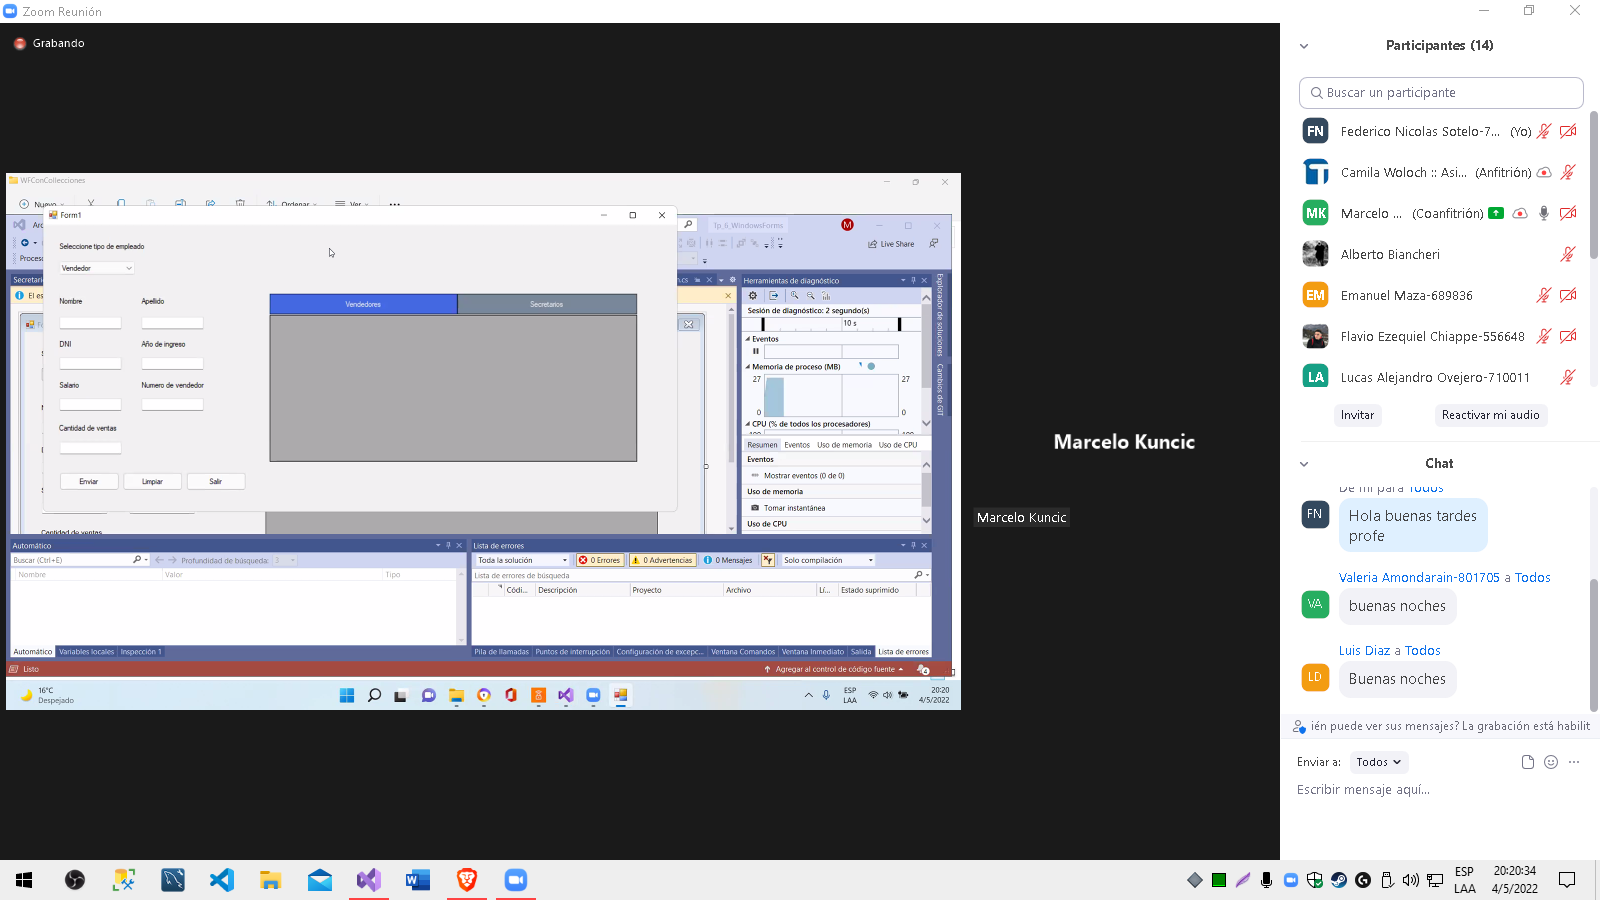 Zoom Reunión
Grabando
WFConColecciones
Nuevo
Ordenar
Ver
Form1
Seleccione tipo de empleado
Vendedor
Nombre
Apellido
DNI
Año de ingreso
Salario
Numero de vendedor
Cantidad de ventas
Enviar
Limpiar
Salir
Vendedores
Secretarios
Tp_6_WindowsForms
M
Live Share
Proces
Secretari
El es
Cantidad de ventas
Herramientas de diagnóstico
Sesión de diagnóstico: 2 segundo(s)
10 s
Eventos
Memoria de proceso (MB)
27
27
0
0
CPU (% de todos los procesadores)
Resumen
Eventos
Uso de memoria
Uso de CPU
Eventos
Mostrar eventos (0 de 0)
Uso de memoria
Tomar instantánea
Uso de CPU
Explorador de soluciones
Cambios de GIT
Automático
Buscar (Ctrl+E)
Profundidad de búsqueda:
3
Nombre
Valor
Tipo
Automático
Variables locales
Inspección 1
Lista de errores
Toda la solución
0 Errores
0 Advertencias
0 Mensajes
Solo compilación
Lista de errores de búsqueda
Códi...
Descripción
Proyecto
Archivo
Lí...
Estado suprimido
Pila de llamadas
Puntos de interrupción
Configuración de excepc...
Ventana Comandos
Ventana Inmediato
Salida
Lista de errores
Listo
Agregar al control de código fuente
16°C
Despejado
ESP
LAA
20:20
4/5/2022
Marcelo Kuncic
Marcelo Kuncic
Participantes (14)
Buscar un participante
FN
Federico Nicolas Sotelo-7... (Yo)
Camila Woloch :: Asi... (Anfitrión)
MK
Marcelo ... (Coanfitrión)
Alberto Biancheri
EM
Emanuel Maza-689836
Flavio Ezequiel Chiappe-556648
LA
Lucas Alejandro Ovejero-710011
Invitar
Reactivar mi audio
Chat
De mí para Todos
FN
Hola buenas tardes
profe
Valeria Amondarain-801705 a Todos
VA
buenas noches
Luis Diaz a Todos
LD
Buenas noches
ién puede ver sus mensajes? La grabación está habilit
Enviar a:
Todos
Escribir mensaje aquí...
ESP
LAA
20:20:34
4/5/2022